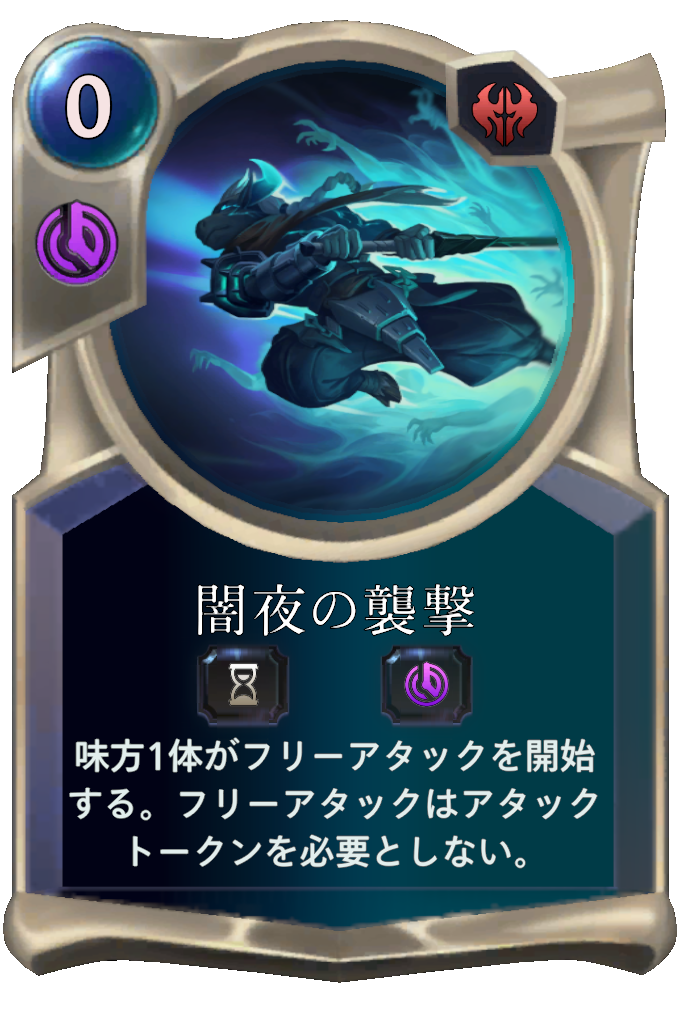 0
闇夜の襲撃
味方1体がフリーアタックを開始
する。フリーアタックはアタック
トークンを必要としない。